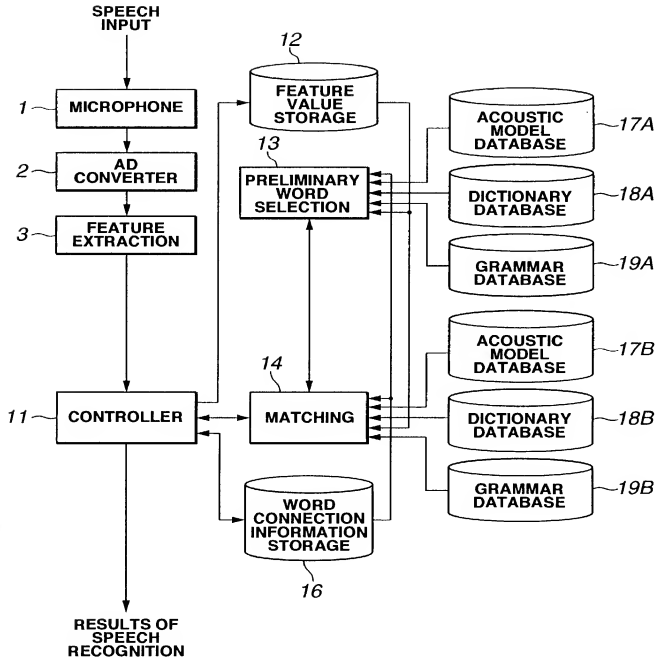 SPEECH
INPUT
1
MICROPHONE
2
AD
CONVERTER
3
FEATURE
EXTRACTION
11
CONTROLLER
RESULTS OF
SPEECH
RECOGNITION
12
FEATURE
VALUE
STORAGE
13
PRELIMINARY
WORD
SELECTION
14
MATCHING
WORD
CONNECTION
INFORMATION
STORAGE
16
ACOUSTIC
MODEL
DATABASE
17A
DICTIONARY
DATABASE
18A
GRAMMAR
DATABASE
19A
ACOUSTIC
MODEL
DATABASE
17B
DICTIONARY
DATABASE
18B
GRAMMAR
DATABASE
19B